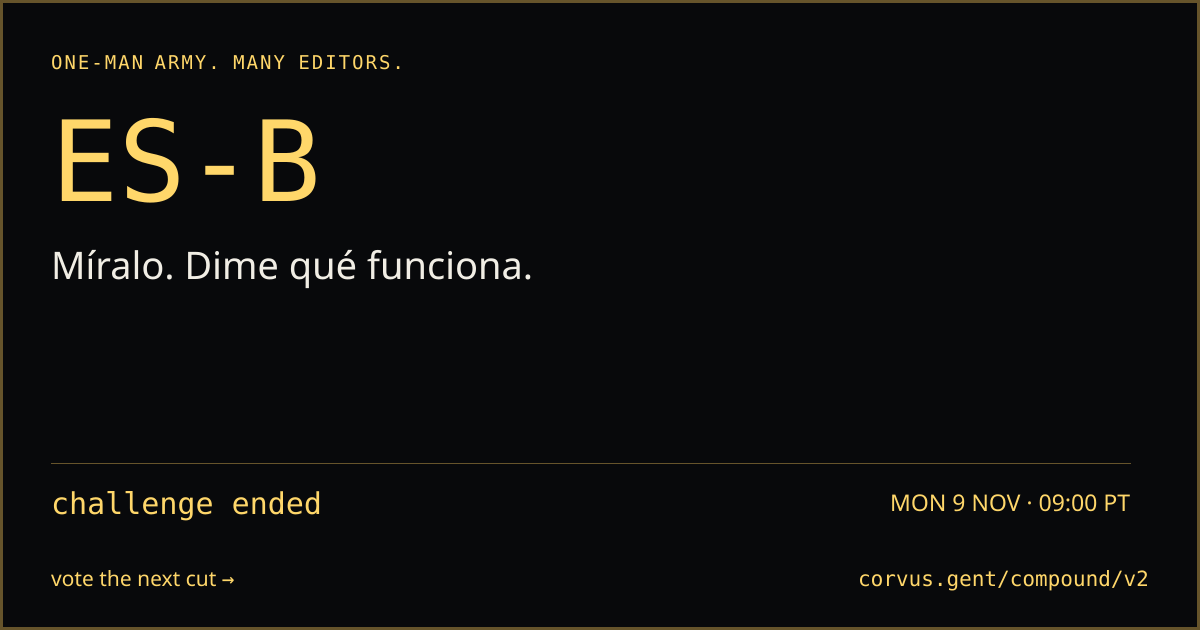 ONE-MAN ARMY. MANY EDITORS.
ES-B
Míralo. Dime qué funciona.
challenge ended
MON 9 NOV · 09:00 PT
vote the next cut →
corvus.gent/compound/v2